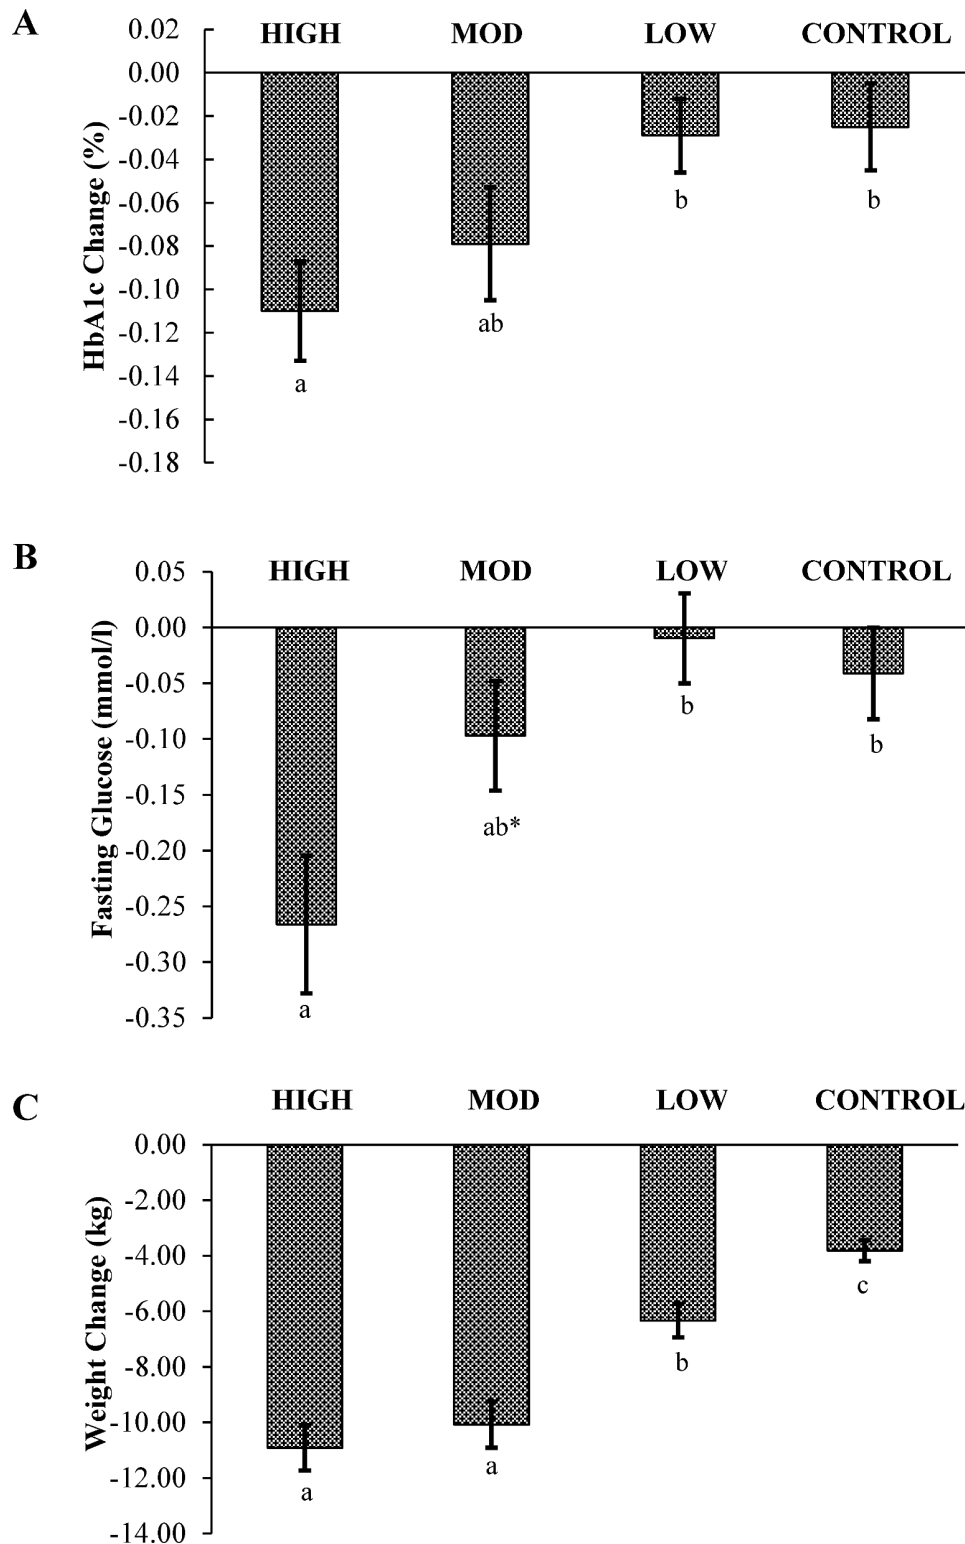 A
HIGH MOD LOW CONTROL
HbA1c Change (%)
0.02
0.00
-0.02
-0.04
-0.06
-0.08
-0.10
-0.12
-0.14
-0.16
-0.18
a
ab
b
b
B
HIGH MOD LOW CONTROL
Fasting Glucose (mmol/l)
0.05
0.00
-0.05
-0.10
-0.15
-0.20
-0.25
-0.30
-0.35
a
ab*
b
b
C
HIGH MOD LOW CONTROL
Weight Change (kg)
0.00
-2.00
-4.00
-6.00
-8.00
-10.00
-12.00
-14.00
a
a
b
c